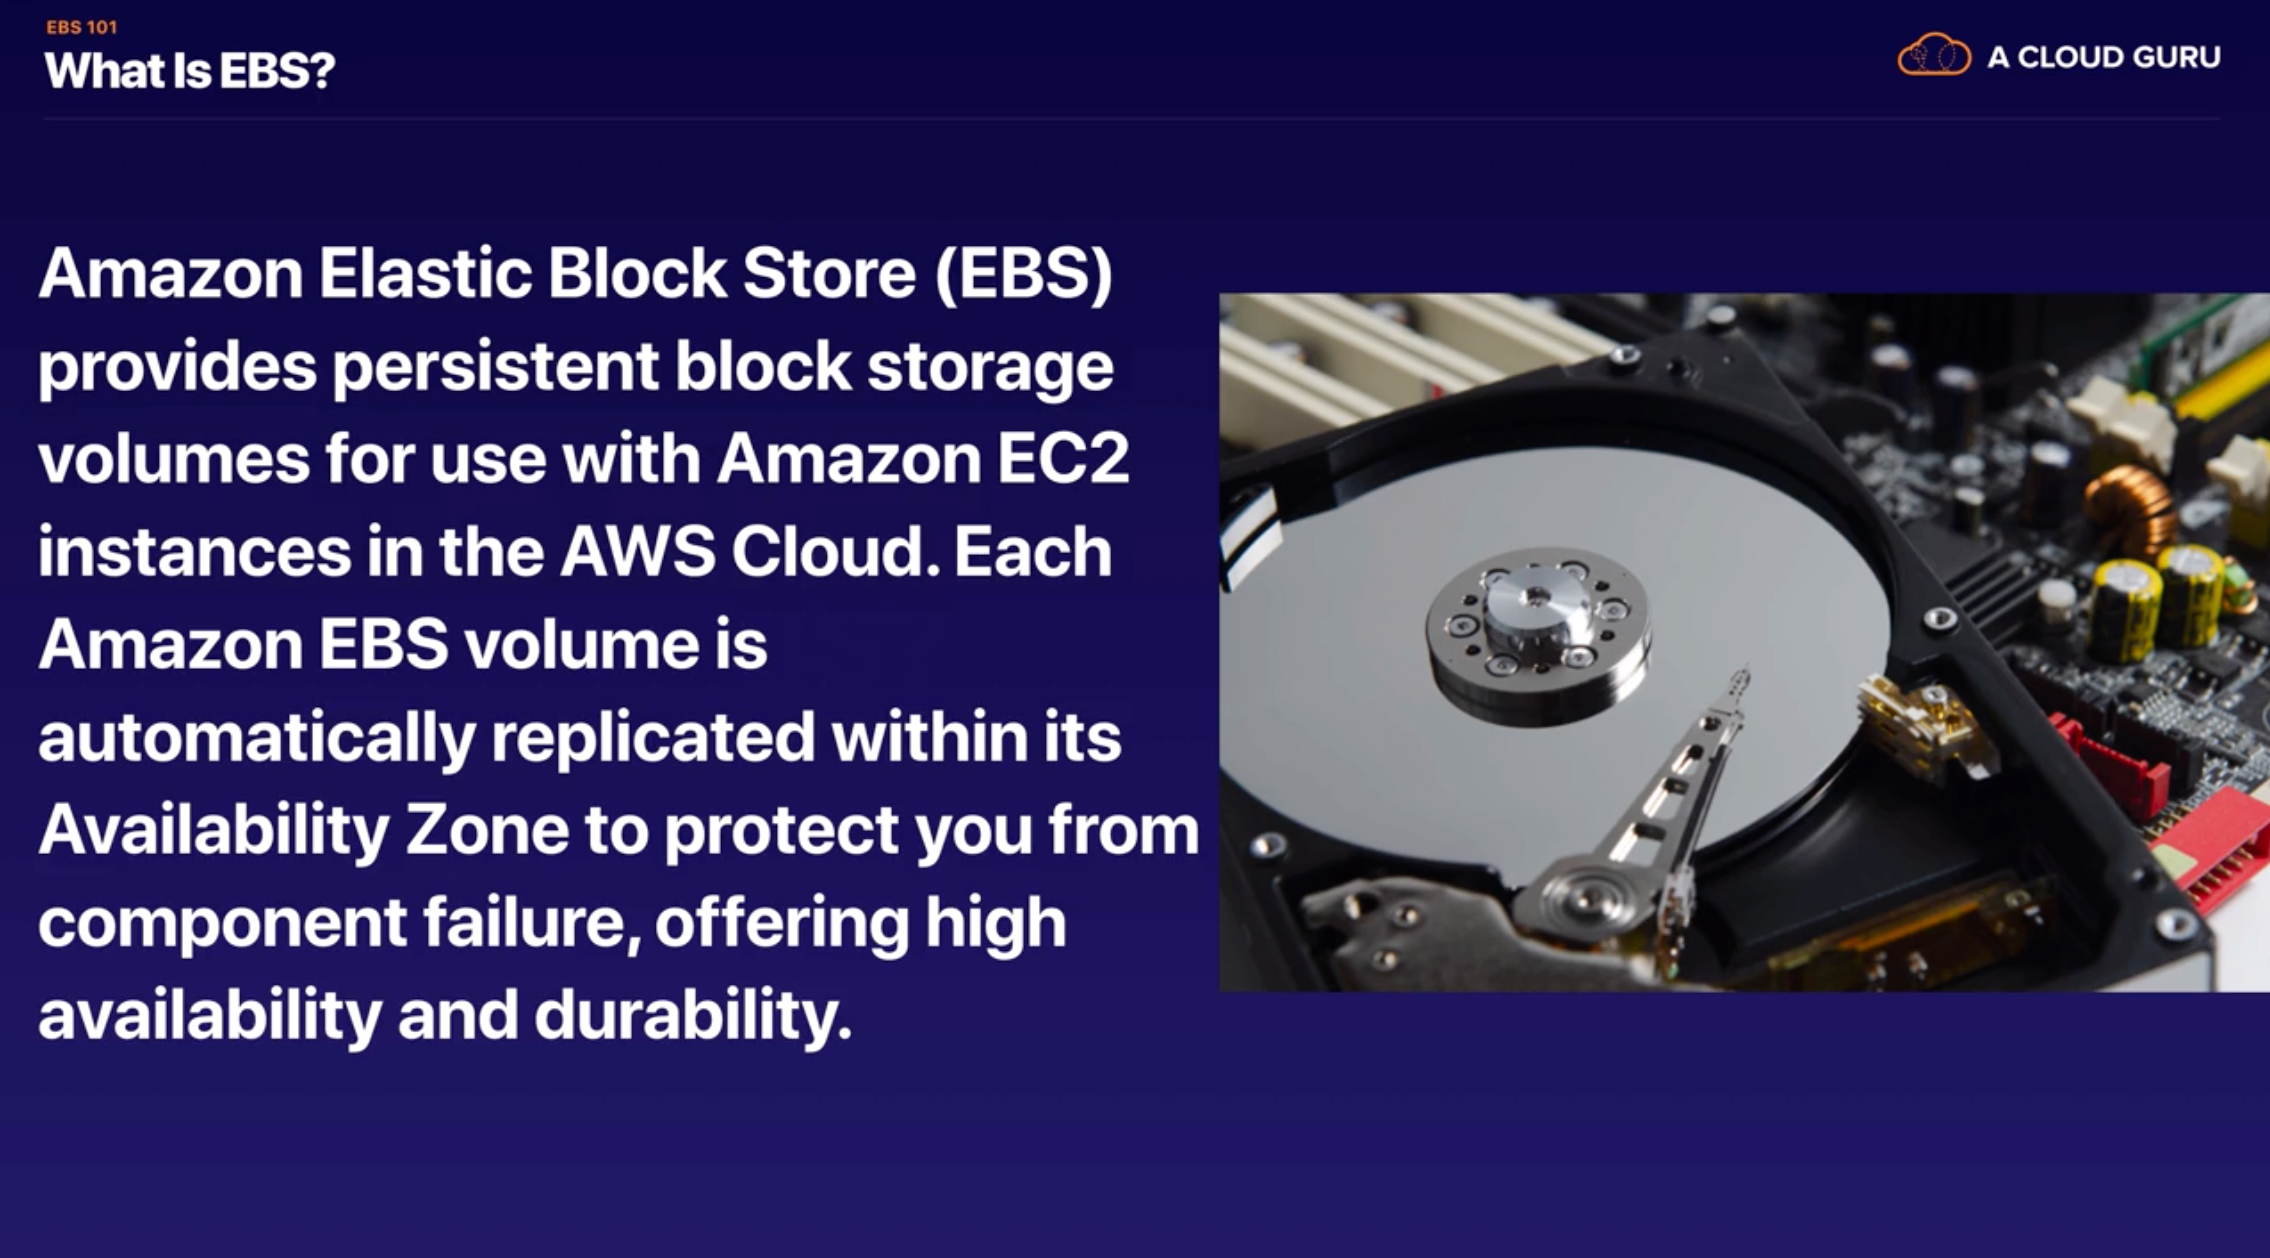 EBS 101
What Is EBS?
A CLOUD GURU
Amazon Elastic Block Store (EBS)
provides persistent block storage
volumes for use with Amazon EC2
instances in the AWS Cloud. Each
Amazon EBS volume is
automatically replicated within its
Availability Zone to protect you from
component failure, offering high
availability and durability.